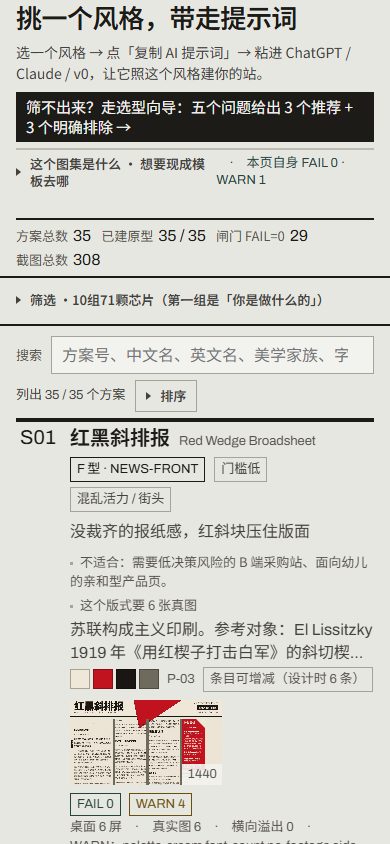 挑一个风格，带走提示词
选一个风格 → 点「复制 AI 提示词」→ 粘进 ChatGPT /
Claude / v0，让它照这个风格建你的站。
筛不出来？走选型向导：五个问题给出 3 个推荐 +
3 个明确排除 →
这个图集是什么 · 想要现成模板去哪 · 本页自身 FAIL 0 · WARN 1
方案总数 35 已建原型 35 / 35 闸门 FAIL=0 29
截图总数 308
筛选 · 10组71颗芯片（第一组是「你是做什么的」）
搜索 方案号、中文名、英文名、美学家族、字
列出 35 / 35 个方案 排序
S01 红黑斜排报 Red Wedge Broadsheet
F 型 · NEWS-FRONT 门槛低
混乱活力 / 街头
没裁齐的报纸感，红斜块压住版面
不适合：需要低决策风险的 B 端采购站、面向幼儿
的亲和型产品页。
这个版式要 6 张真图
苏联构成主义印刷。参考对象：El Lissitzky
1919 年《用红楔子打击白军》的斜切楔…
P-03 条目可增减（设计时 6 条）
红黑斜排报
1440
FAIL 0 WARN 4
桌面 6 屏 · 真实图 6 · 横向溢出 0 ·